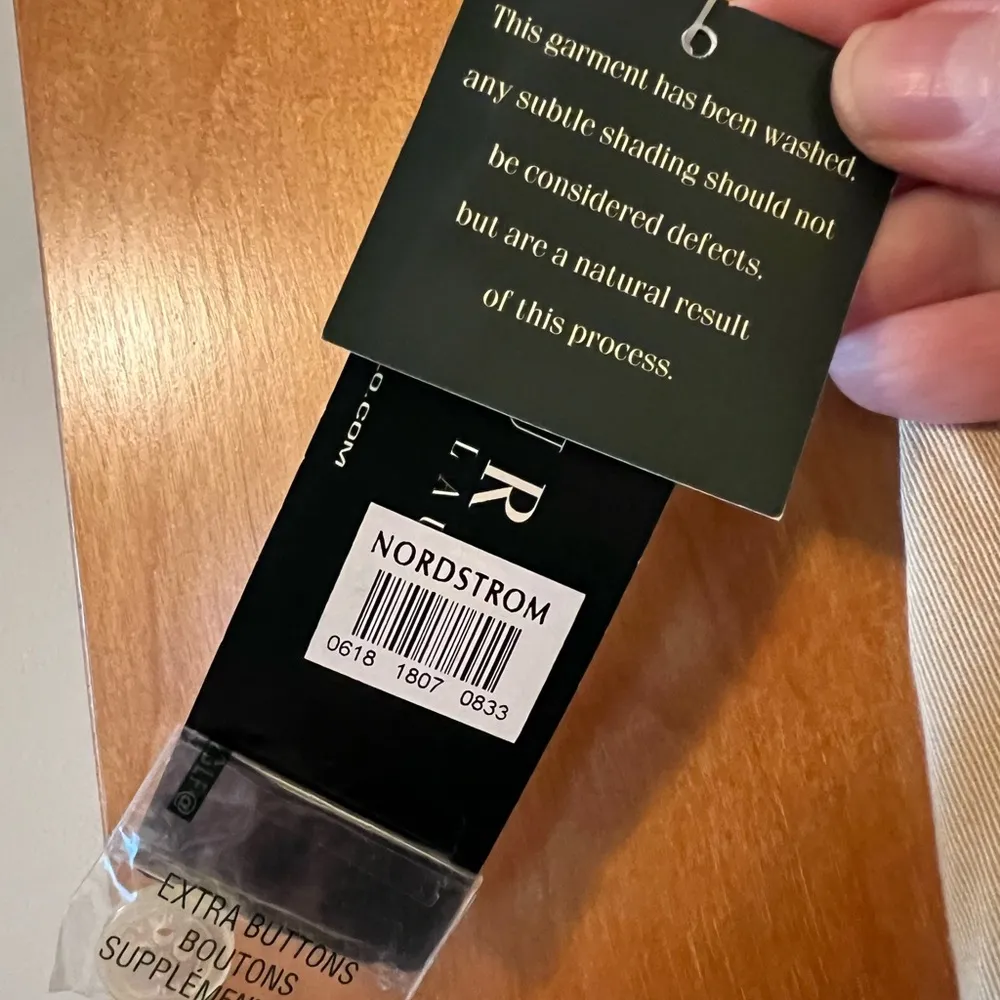 This garment has been washed,
any subtle shading should not
be considered defects,
but are a natural result
of this process.
O.COM
R
NORDSTROM
0618 1807 0833
EXTRA BUTTONS
BOUTONS